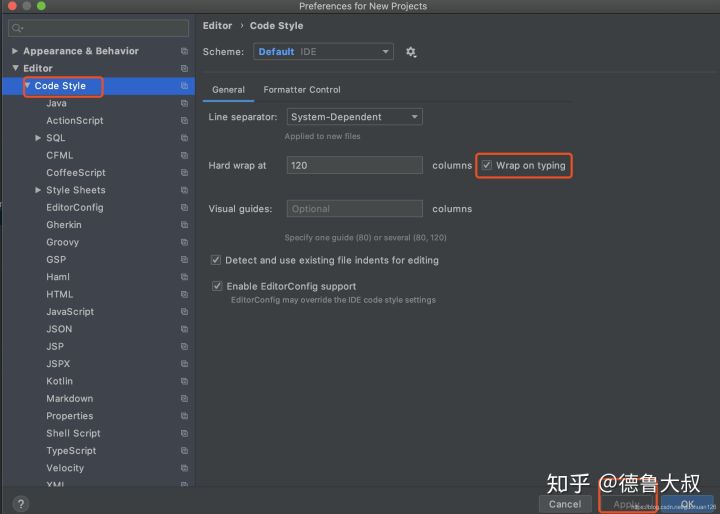 Preferences for New Projects
Appearance & Behavior
Editor
Code Style
Java
ActionScript
SQL
CFML
CoffeeScript
Style Sheets
EditorConfig
Gherkin
Groovy
GSP
Haml
HTML
JavaScript
JSON
JSP
JSPX
Kotlin
Markdown
Properties
Shell Script
TypeScript
Velocity
XML
Editor › Code Style
Scheme: Default IDE
General Formatter Control
Line separator: System-Dependent
Applied to new files
Hard wrap at 120 columns Wrap on typing
Visual guides: Optional columns
Specify one guide (80) or several (80, 120)
Detect and use existing file indents for editing
Enable EditorConfig support
EditorConfig may override the IDE code style settings
知乎 @德鲁大叔
? Cancel Apply OK